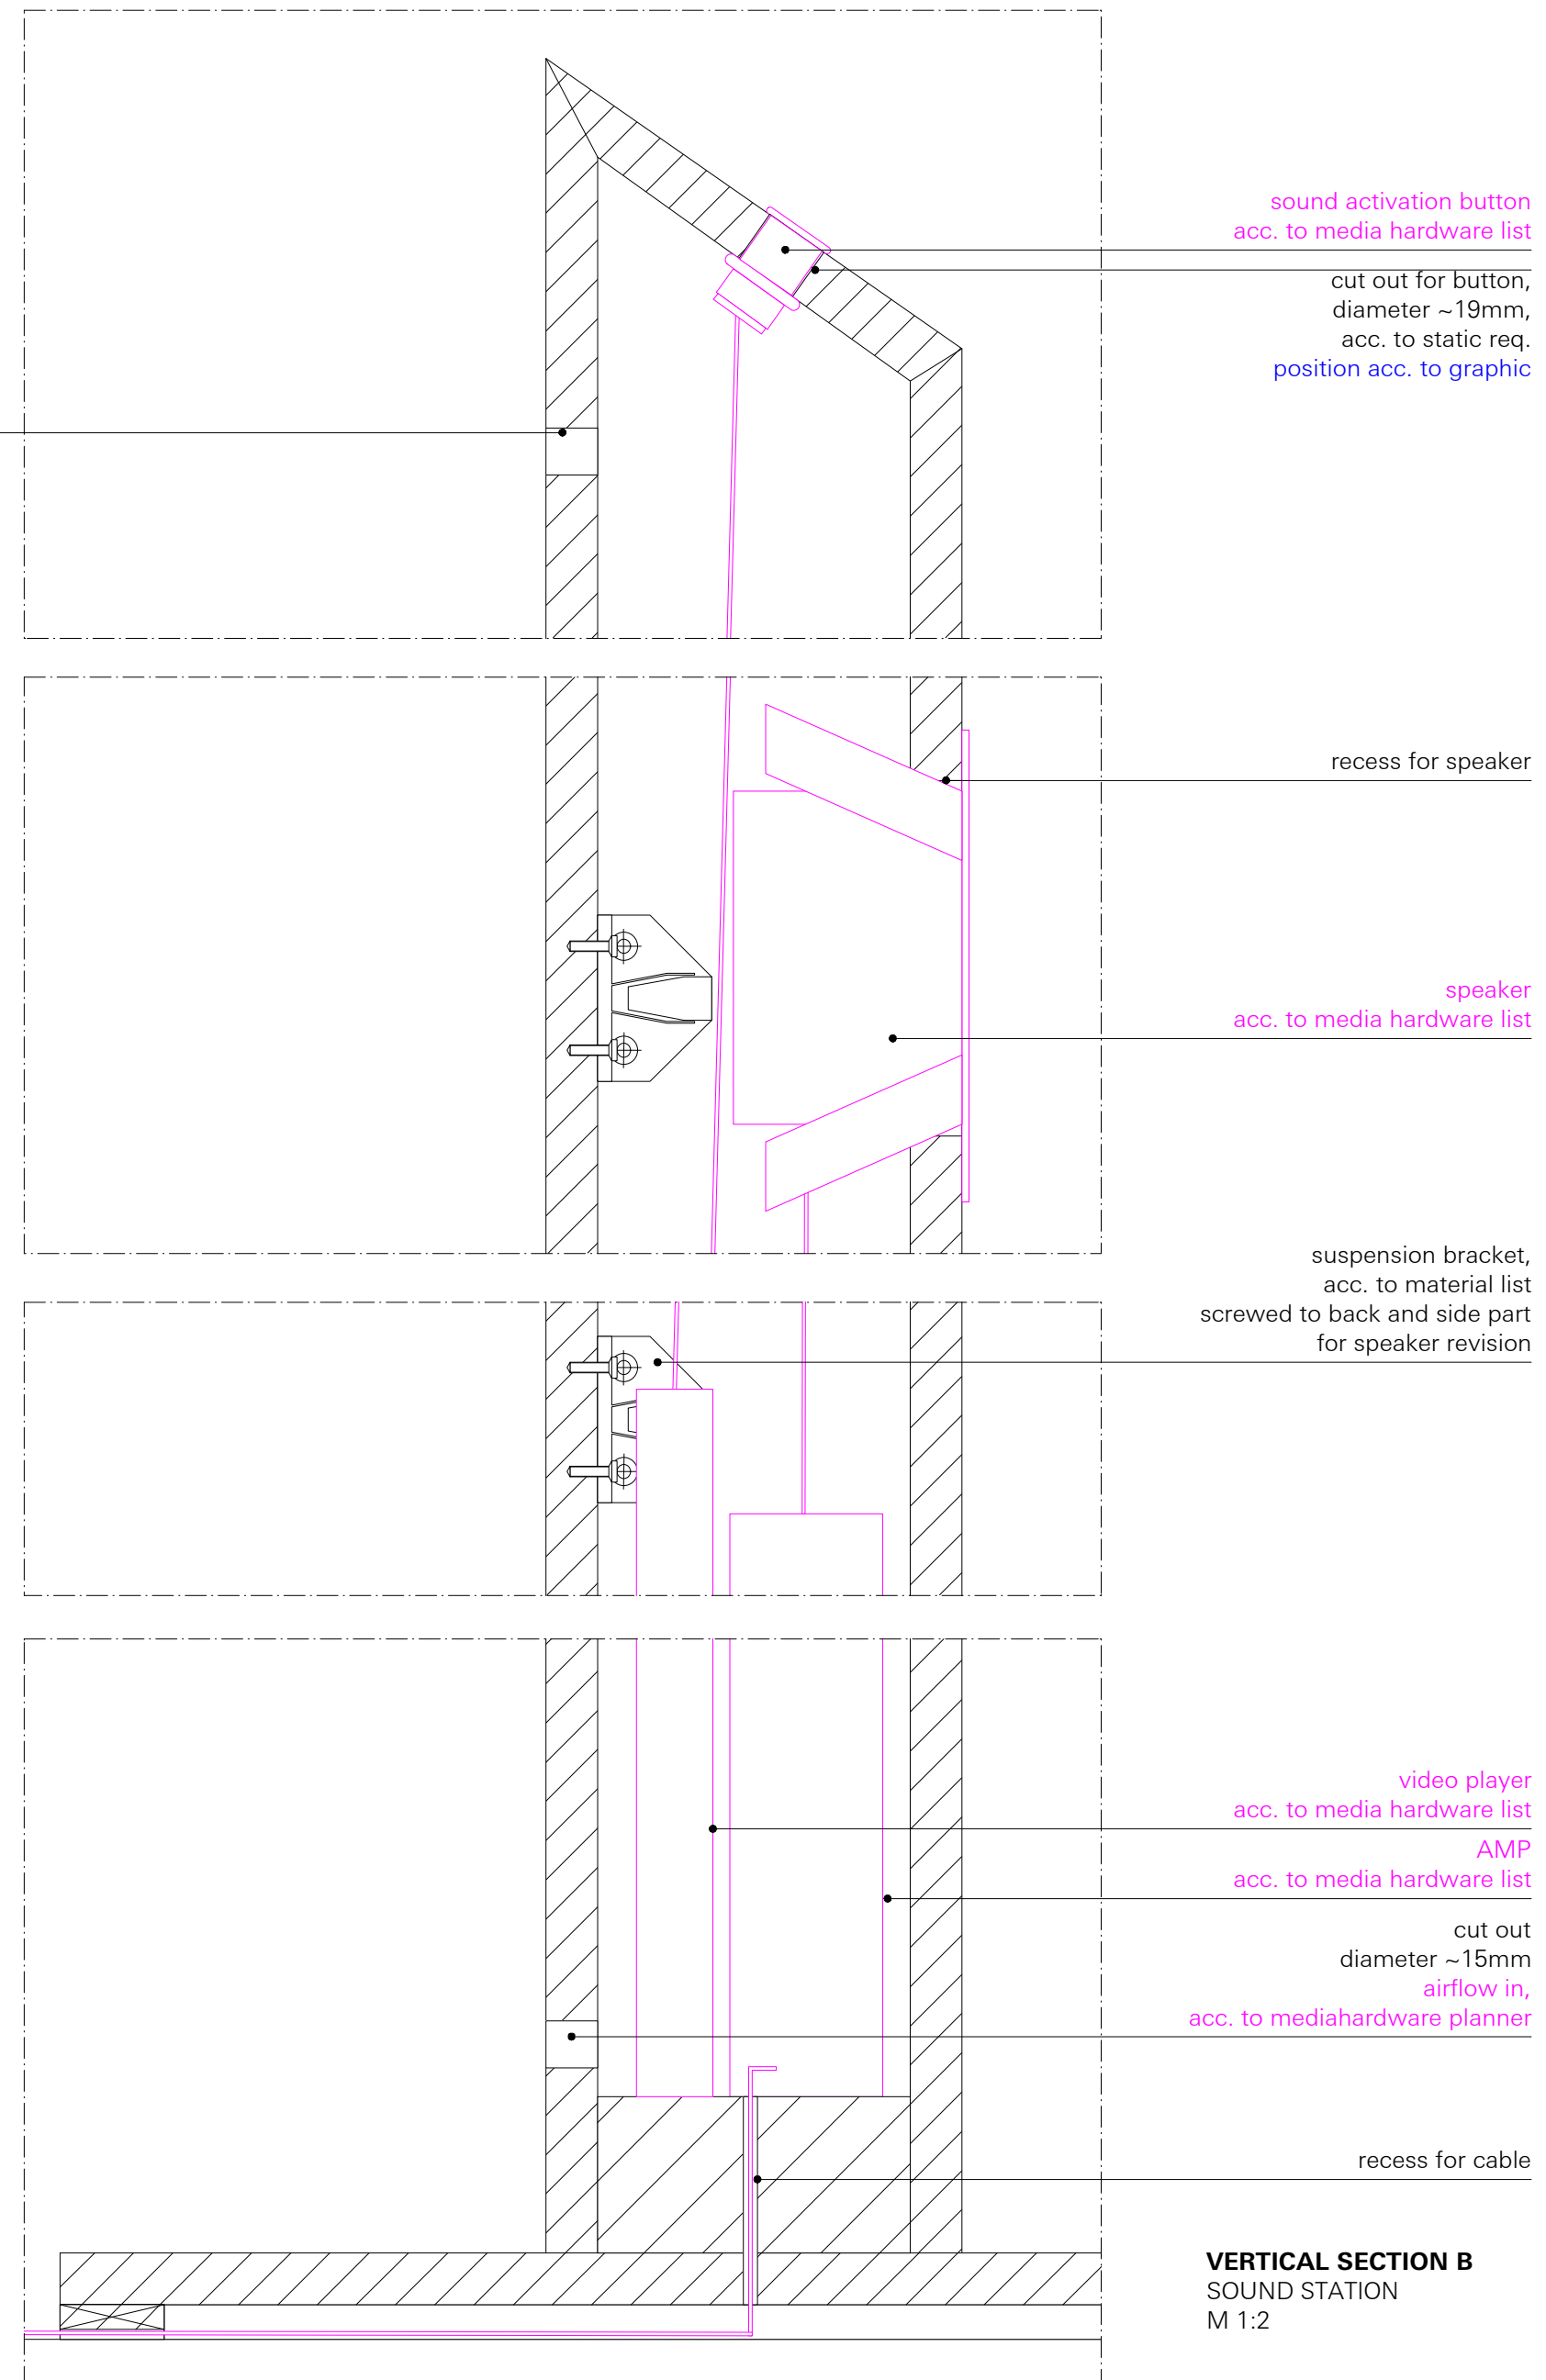 sound activation button
acc. to media hardware list
cut out for button,
diameter ~19mm,
acc. to static req.
position acc. to graphic
recess for speaker
speaker
acc. to media hardware list
suspension bracket,
acc. to material list
screwed to back and side part
for speaker revision
video player
acc. to media hardware list
AMP
acc. to media hardware list
cut out
diameter ~15mm
airflow in,
acc. to mediahardware planner
recess for cable
VERTICAL SECTION B
SOUND STATION
M 1:2